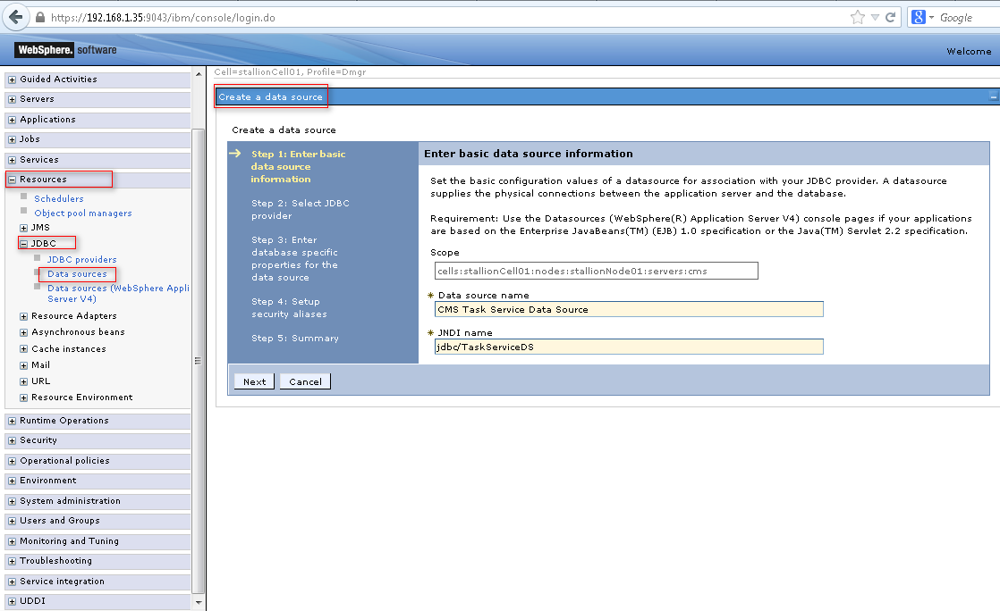 https://192.168.1.35:9043/ibm/console/login.do
Google
WebSphere. software
Welcome
Guided Activities
Servers
Applications
Jobs
Services
Resources
Schedulers
Object pool managers
JMS
JDBC
JDBC providers
Data sources
Data sources (WebSphere Appli
Server V4)
Resource Adapters
Asynchronous beans
Cache instances
Mail
URL
Resource Environment
Runtime Operations
Security
Operational policies
Environment
System administration
Users and Groups
Monitoring and Tuning
Troubleshooting
Service integration
UDDI
Cell=stallionCell01, Profile=Dmgr
Create a data source
Create a data source
Step 1: Enter basic
data source
information
Step 2: Select JDBC
provider
Step 3: Enter
database specific
properties for the
data source
Step 4: Setup
security aliases
Step 5: Summary
Enter basic data source information
Set the basic configuration values of a datasource for association with your JDBC provider. A datasource
supplies the physical connections between the application server and the database.
Requirement: Use the Datasources (WebSphere(R) Application Server V4) console pages if your applications
are based on the Enterprise JavaBeans(TM) (EJB) 1.0 specification or the Java(TM) Servlet 2.2 specification.
Scope
cells:stallionCell01:nodes:stallionNode01:servers:cms
* Data source name
CMS Task Service Data Source
* JNDI name
jdbc/TaskServiceDS
Next Cancel